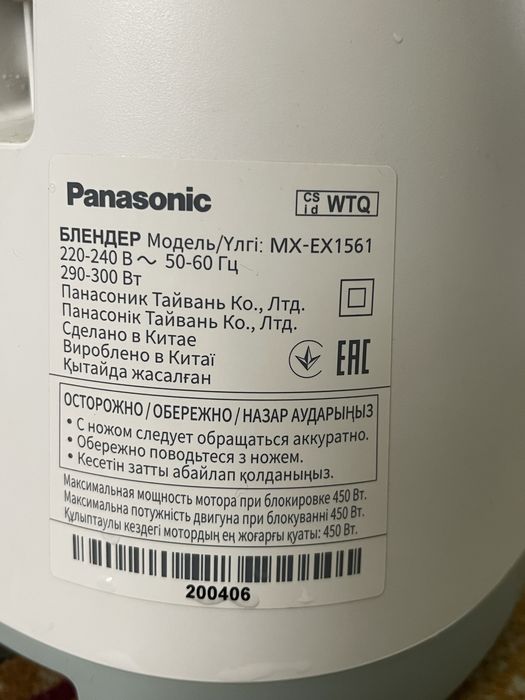 Panasonic
CS id WTQ
БЛЕНДЕР Модель/Үлгі: MX-EX1561
220-240 В ~ 50-60 Гц
290-300 Вт
Панасоник Тайвань Ко., Лтд.
Панасонік Тайвань Ко., Лтд.
Сделано в Китае
Вироблено в Китаї
Қытайда жасалған
EAC
ОСТОРОЖНО / ОБЕРЕЖНО / НАЗАР АУДАРЫҢЫЗ
• С ножом следует обращаться аккуратно.
• Обережно поводьтеся з ножем.
• Кесетін затты абайлап қолданыңыз.
Максимальная мощность мотора при блокировке 450 Вт.
Максимальна потужність двигуна при блокуванні 450 Вт.
Құлыптаулы кездегі мотордың ең жоғарғы қуаты: 450 Вт.
200406